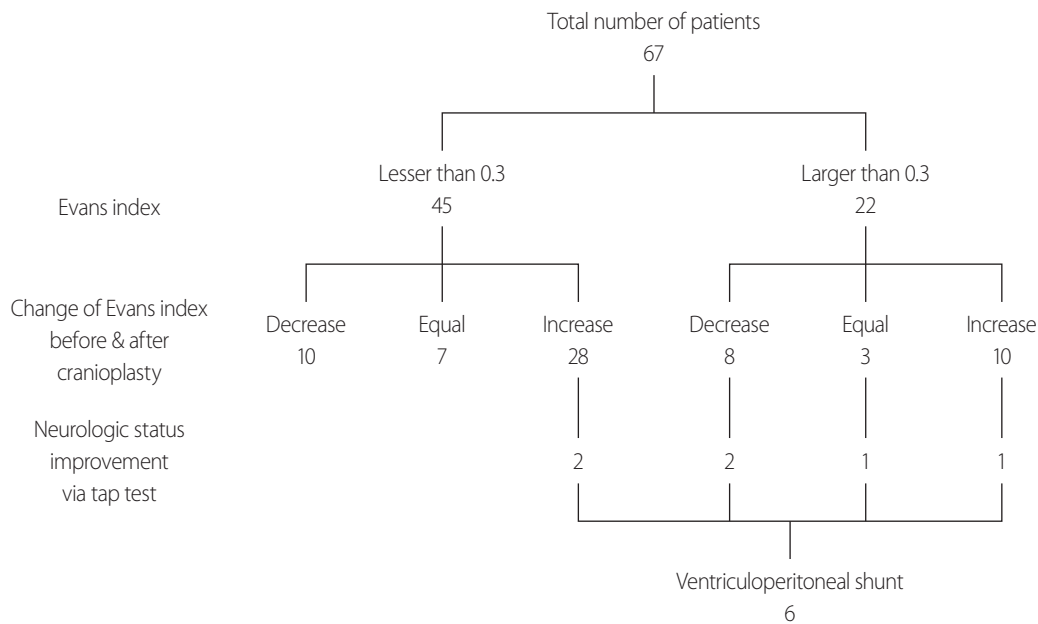 Total number of patients
67
Lesser than 0.3
45
Larger than 0.3
22
Evans index
Change of Evans index
before & after
cranioplasty
Decrease
10
Equal
7
Increase
28
Decrease
8
Equal
3
Increase
10
Neurologic status
improvement
via tap test
2
2
1
1
Ventriculoperitoneal shunt
6